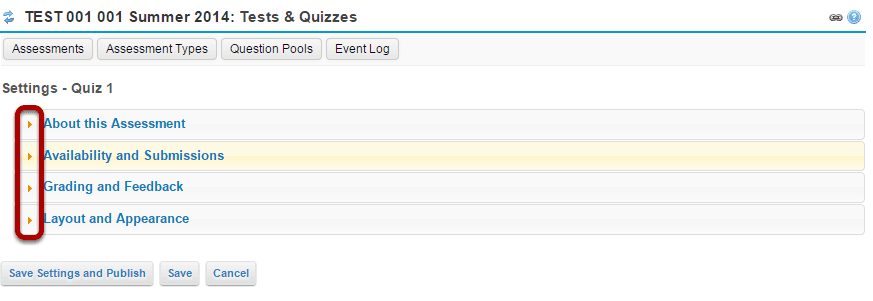 TEST 001 001 Summer 2014: Tests & Quizzes
Assessments Assessment Types Question Pools Event Log
Settings - Quiz 1
About this Assessment
Availability and Submissions
Grading and Feedback
Layout and Appearance
Save Settings and Publish Save Cancel